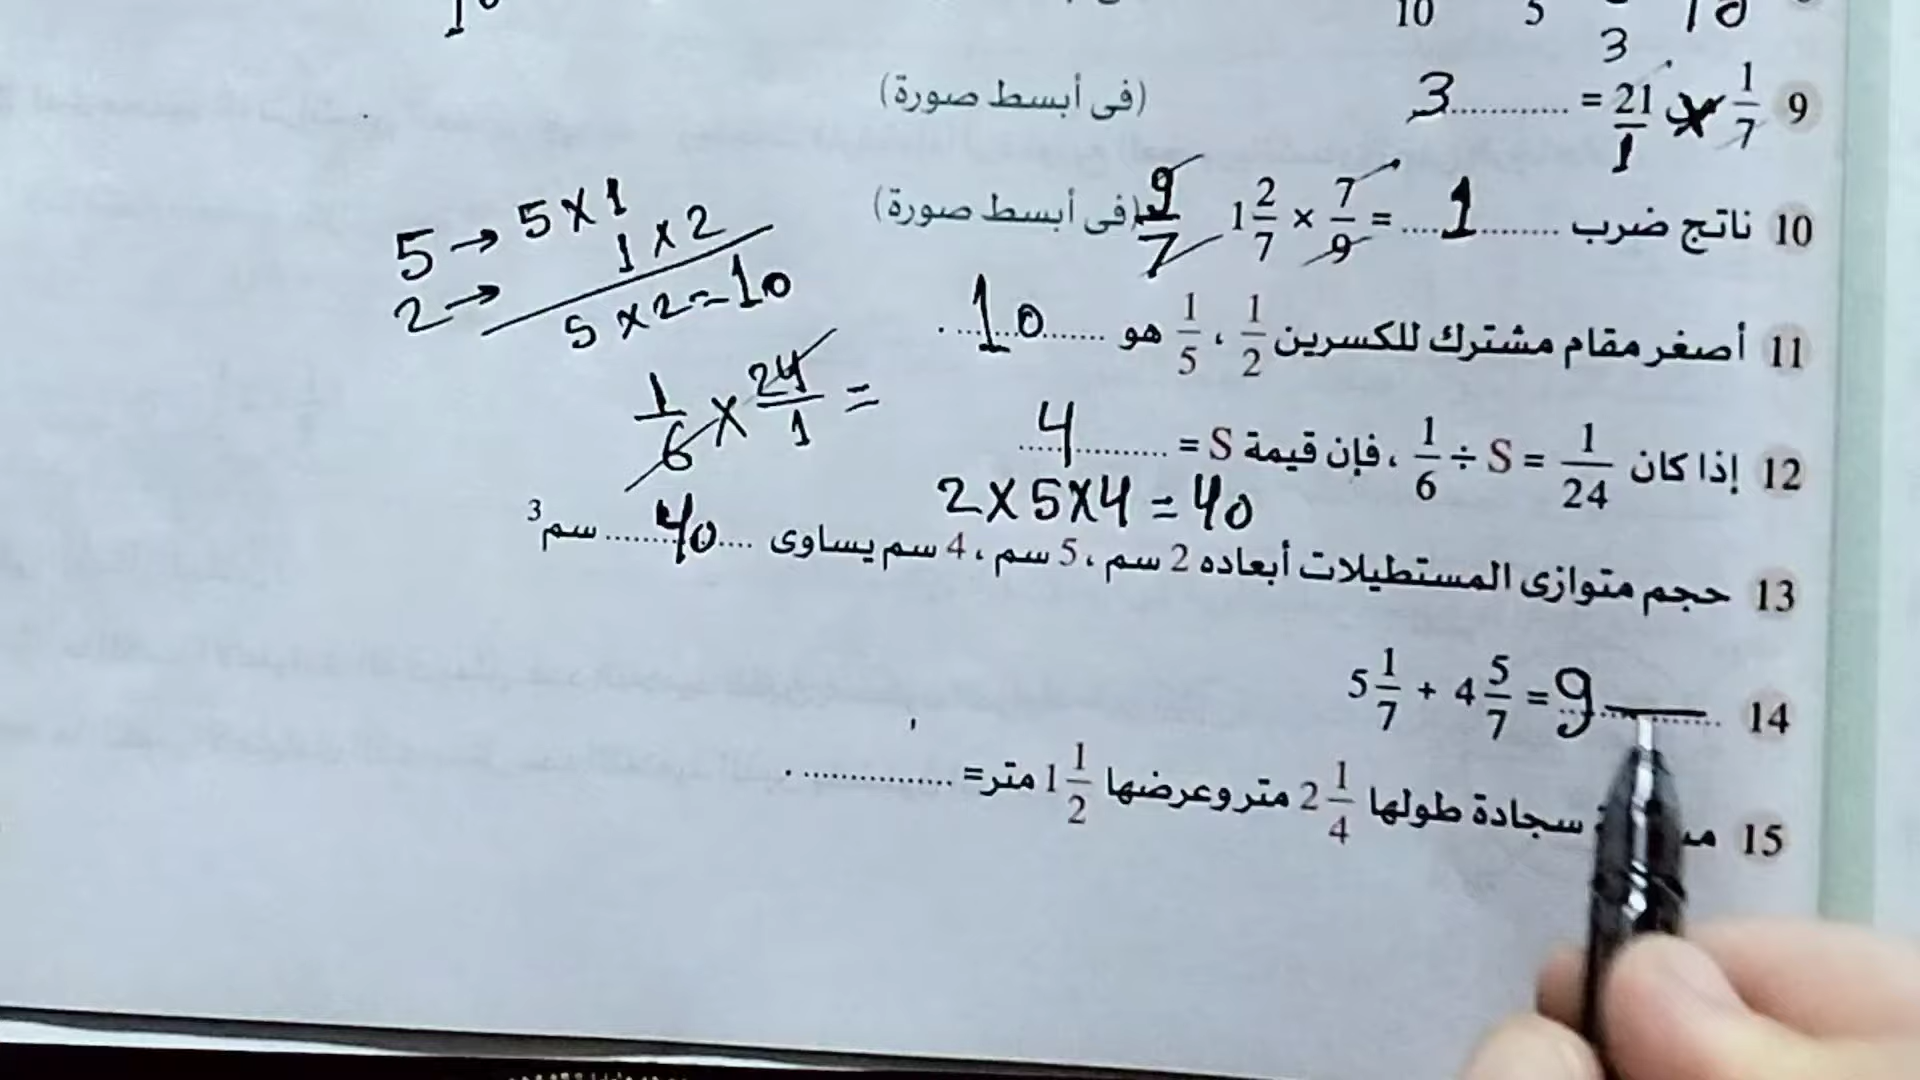 10 5 10
3
9 1/7 × 21/1 = 3 ............ (فى أبسط صورة)
10 ناتج ضرب 1 2/7 × 7/9 = .... 1 ........ (فى أبسط صورة) 9/7
5 → 5 × 1
2 → 1 × 2
5 × 2 = 10
11 أصغر مقام مشترك للكسرين 1/2 ، 1/5 هو ....... 10 .....
1/6 × 24/1 =
12 إذا كان 1/6 ÷ S = 1/24 ، فإن قيمة S = ....... 4 .....
2 × 5 × 4 = 40
13 حجم متوازى المستطيلات أبعاده 2 سم ، 5 سم ، 4 سم يساوى .... 40 ...... سم³
14 5 1/7 + 4 5/7 = 9 ............
15 سجادة طولها 2 1/4 متر وعرضها 1 1/2 متر = ............... .